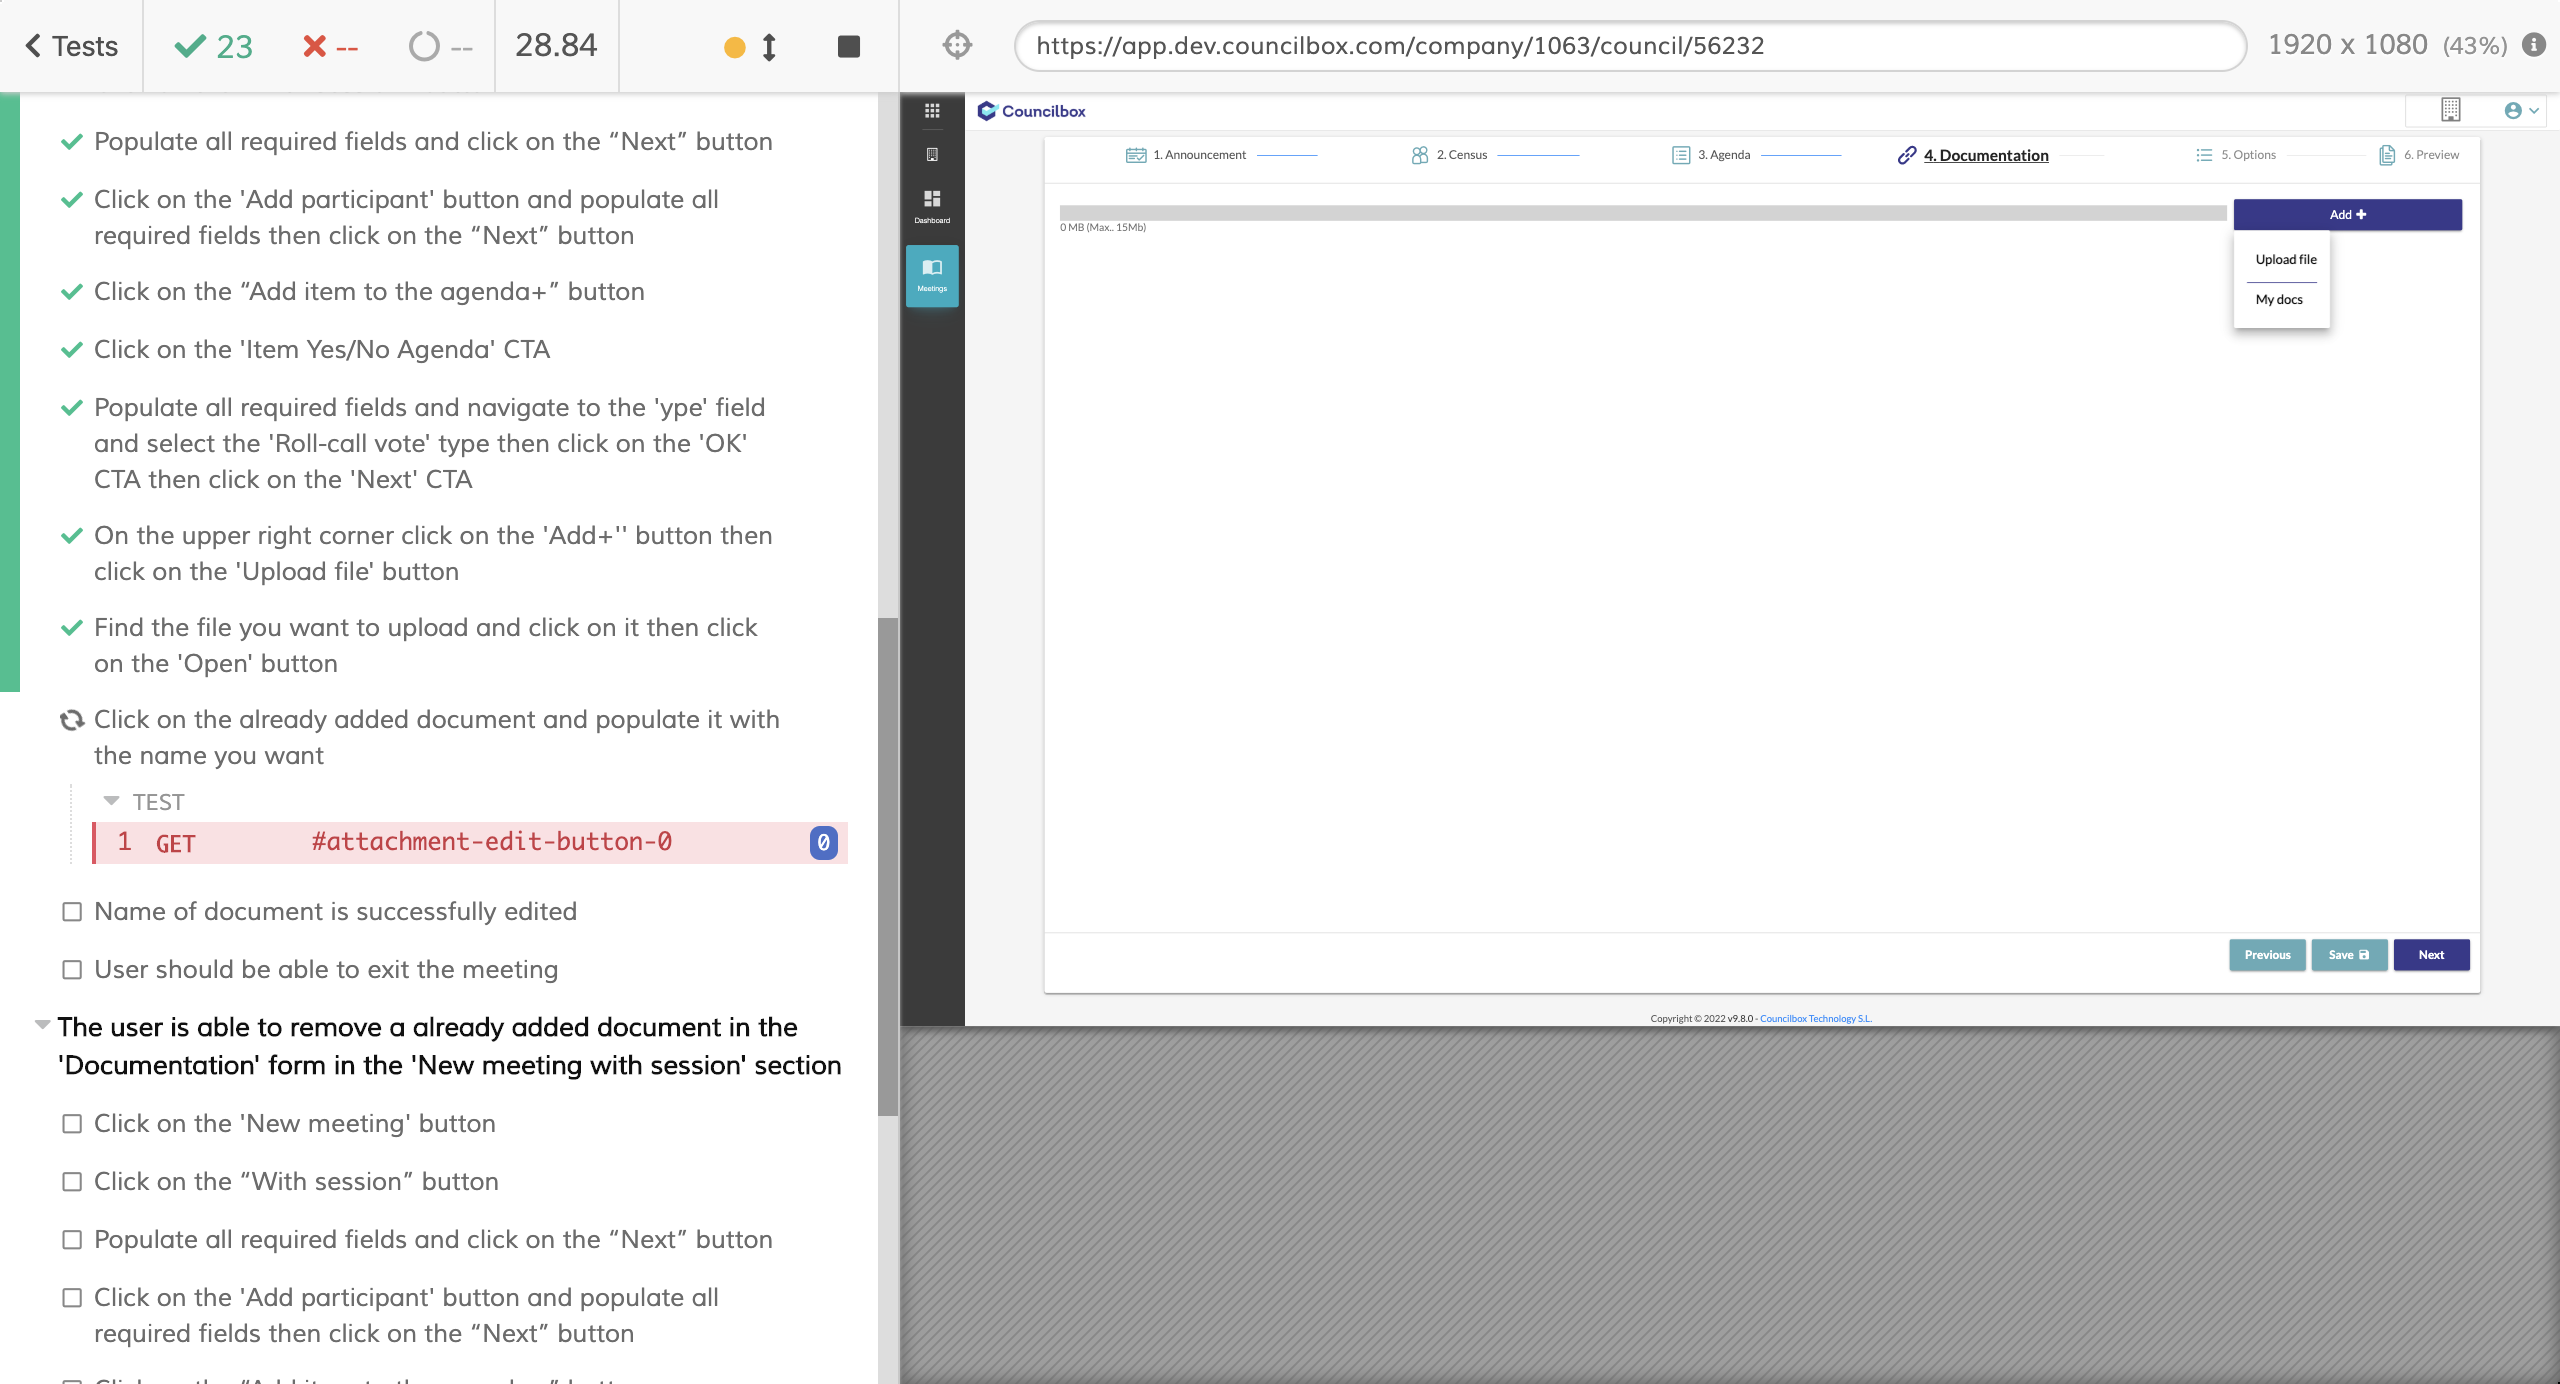 Tests
23
--
--
28.84
https://app.dev.councilbox.com/company/1063/council/56232
1920 x 1080 (43%)
Populate all required fields and click on the “Next” button
Click on the 'Add participant' button and populate all
required fields then click on the “Next” button
Click on the “Add item to the agenda+” button
Click on the 'Item Yes/No Agenda' CTA
Populate all required fields and navigate to the 'ype' field
and select the 'Roll-call vote' type then click on the 'OK'
CTA then click on the 'Next' CTA
On the upper right corner click on the 'Add+'' button then
click on the 'Upload file' button
Find the file you want to upload and click on it then click
on the 'Open' button
Click on the already added document and populate it with
the name you want
TEST
1 GET #attachment-edit-button-0 0
Name of document is successfully edited
User should be able to exit the meeting
The user is able to remove a already added document in the
'Documentation' form in the 'New meeting with session' section
Click on the 'New meeting' button
Click on the “With session” button
Populate all required fields and click on the “Next” button
Click on the 'Add participant' button and populate all
required fields then click on the “Next” button
Councilbox
Dashboard
Meetings
1. Announcement
2. Census
3. Agenda
4. Documentation
5. Options
6. Preview
0 MB (Max.. 15Mb)
Add
Upload file
My docs
Previous
Save
Next
Copyright © 2022 v9.8.0 - Councilbox Technology S.L.